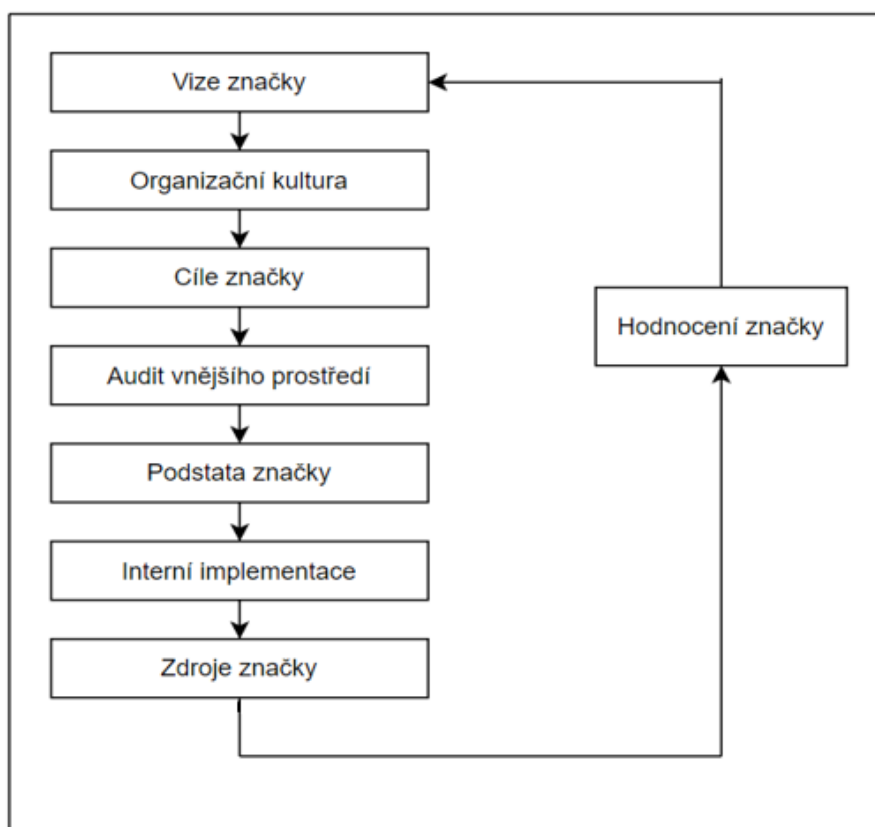 Vize značky
Organizační kultura
Cíle značky
Audit vnějšího prostředí
Podstata značky
Interní implementace
Zdroje značky
Hodnocení značky